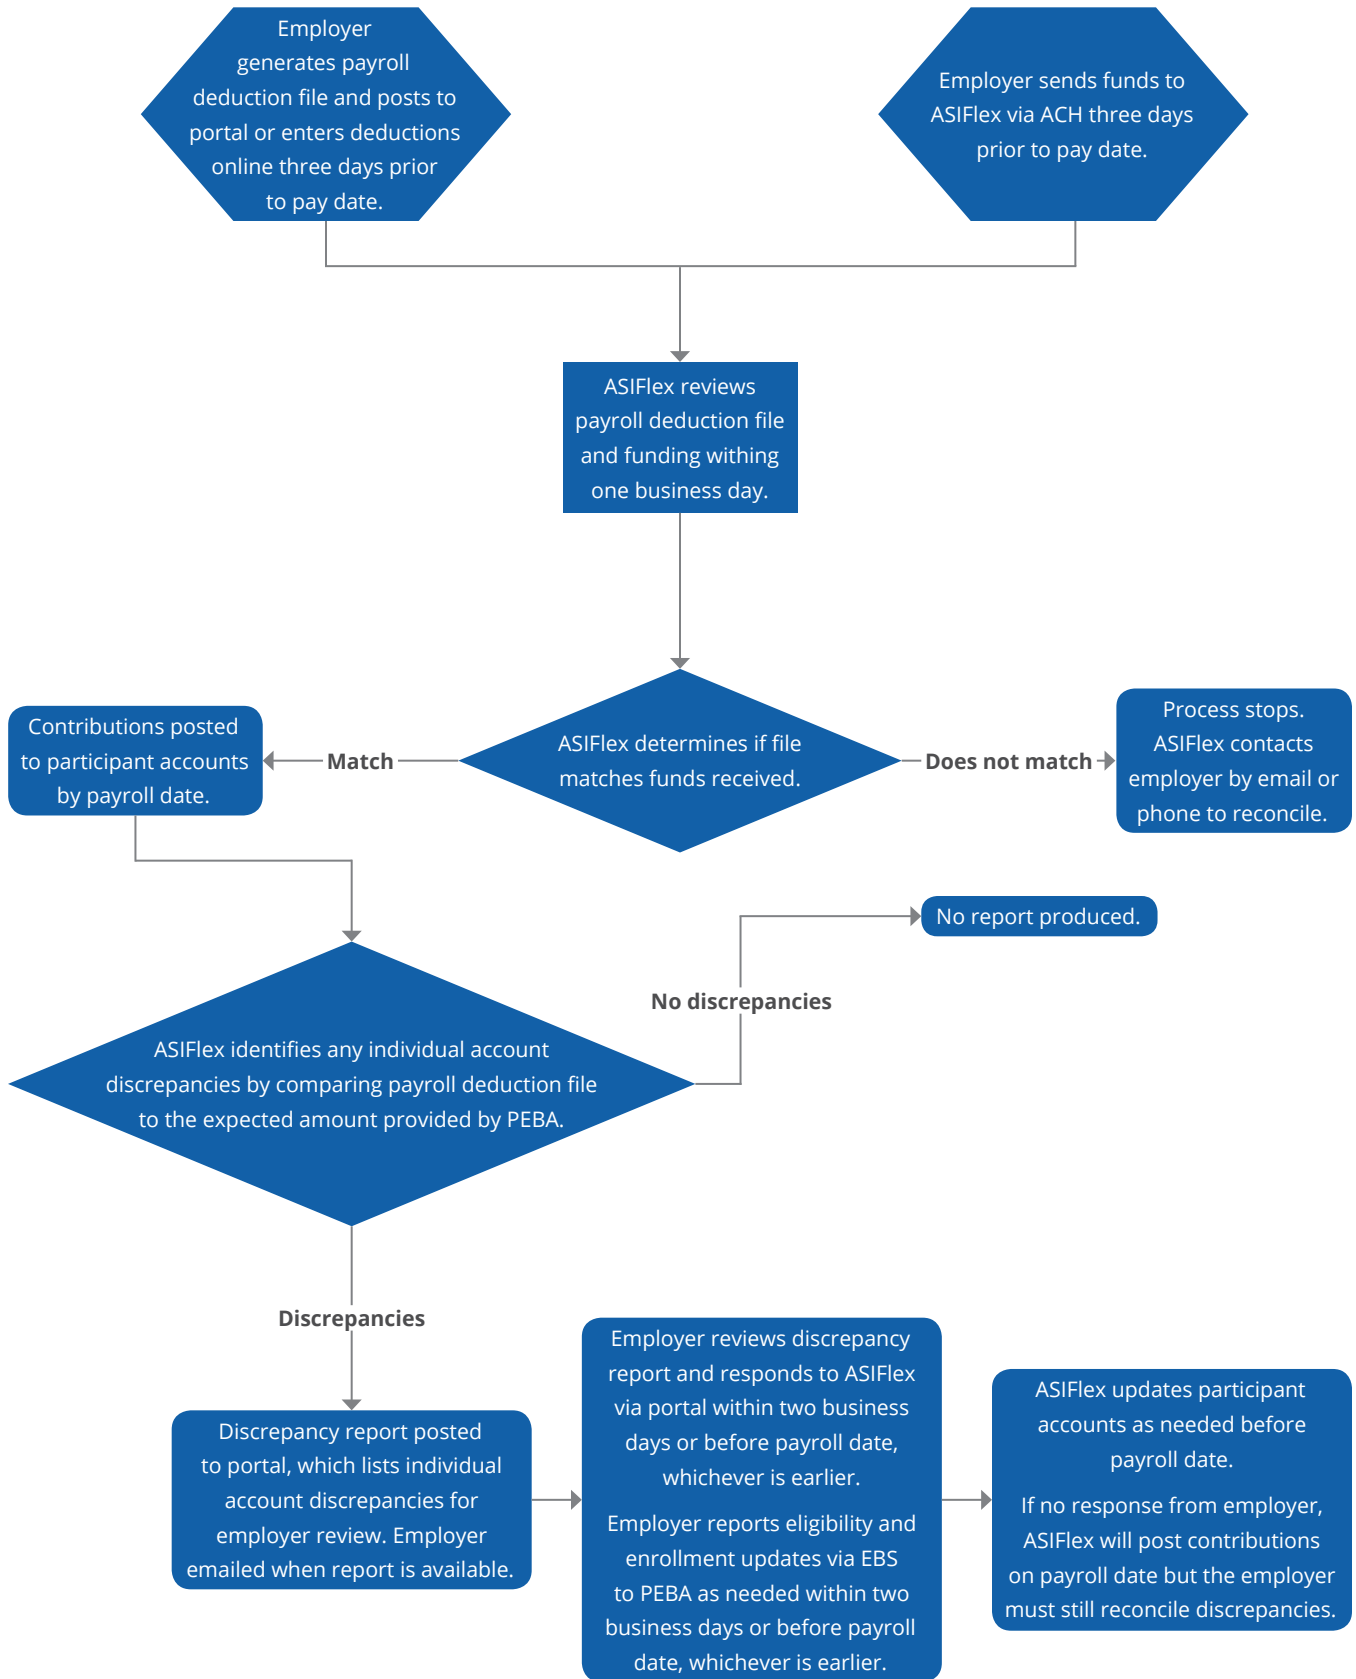 Employer
generates payroll
deduction file and posts to
portal or enters deductions
online three days prior
to pay date.
Employer sends funds to
ASIFlex via ACH three days
prior to pay date.
ASIFlex reviews
payroll deduction file
and funding withing
one business day.
ASIFlex determines if file
matches funds received.
Match
Does not match
Contributions posted
to participant accounts
by payroll date.
Process stops.
ASIFlex contacts
employer by email or
phone to reconcile.
No report produced.
No discrepancies
ASIFlex identifies any individual account
discrepancies by comparing payroll deduction file
to the expected amount provided by PEBA.
Discrepancies
Discrepancy report posted
to portal, which lists individual
account discrepancies for
employer review. Employer
emailed when report is available.
Employer reviews discrepancy
report and responds to ASIFlex
via portal within two business
days or before payroll date,
whichever is earlier.
Employer reports eligibility and
enrollment updates via EBS
to PEBA as needed within two
business days or before payroll
date, whichever is earlier.
ASIFlex updates participant
accounts as needed before
payroll date.
If no response from employer,
ASIFlex will post contributions
on payroll date but the employer
must still reconcile discrepancies.